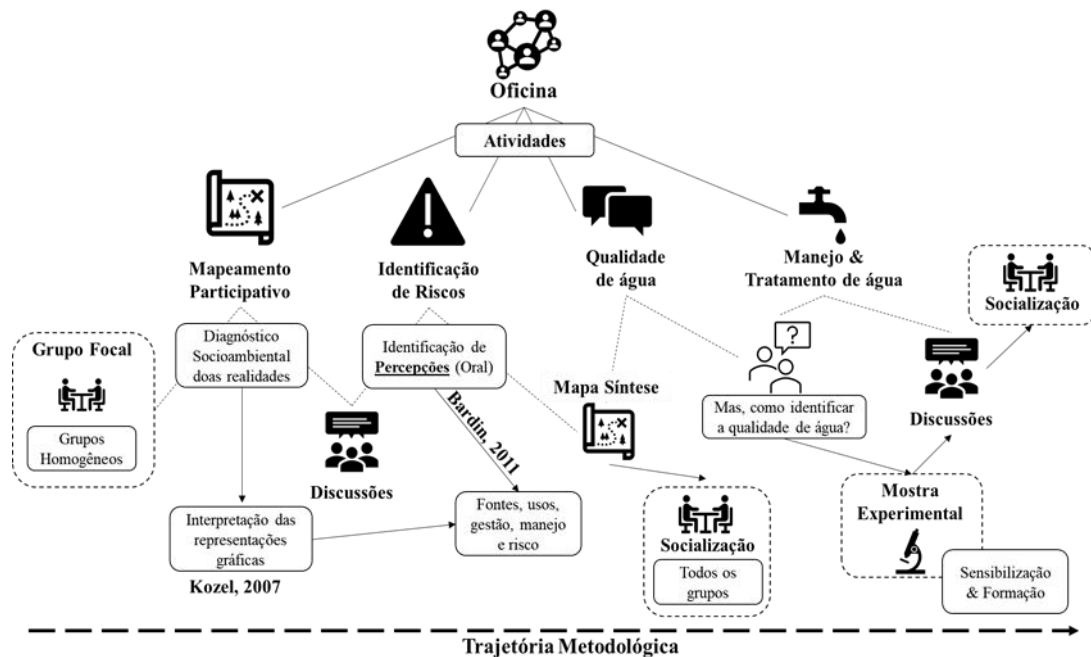 Oficina
Atividades
Mapeamento
Participativo
Identificação
de Riscos
Qualidade
de água
Manejo &
Tratamento de água
Socialização
Grupo Focal
Grupos
Homogêneos
Diagnóstico
Socioambiental
doas realidades
Identificação de
Percepções (Oral)
Discussões
Bardin, 2011
Mapa Síntese
?
Mas, como identificar
a qualidade de água?
Discussões
Interpretação das
representações
gráficas
Kozel, 2007
Fontes, usos,
gestão, manejo
e risco
Socialização
Todos os
grupos
Mostra
Experimental
Sensibilização
& Formação
Trajetória Metodológica